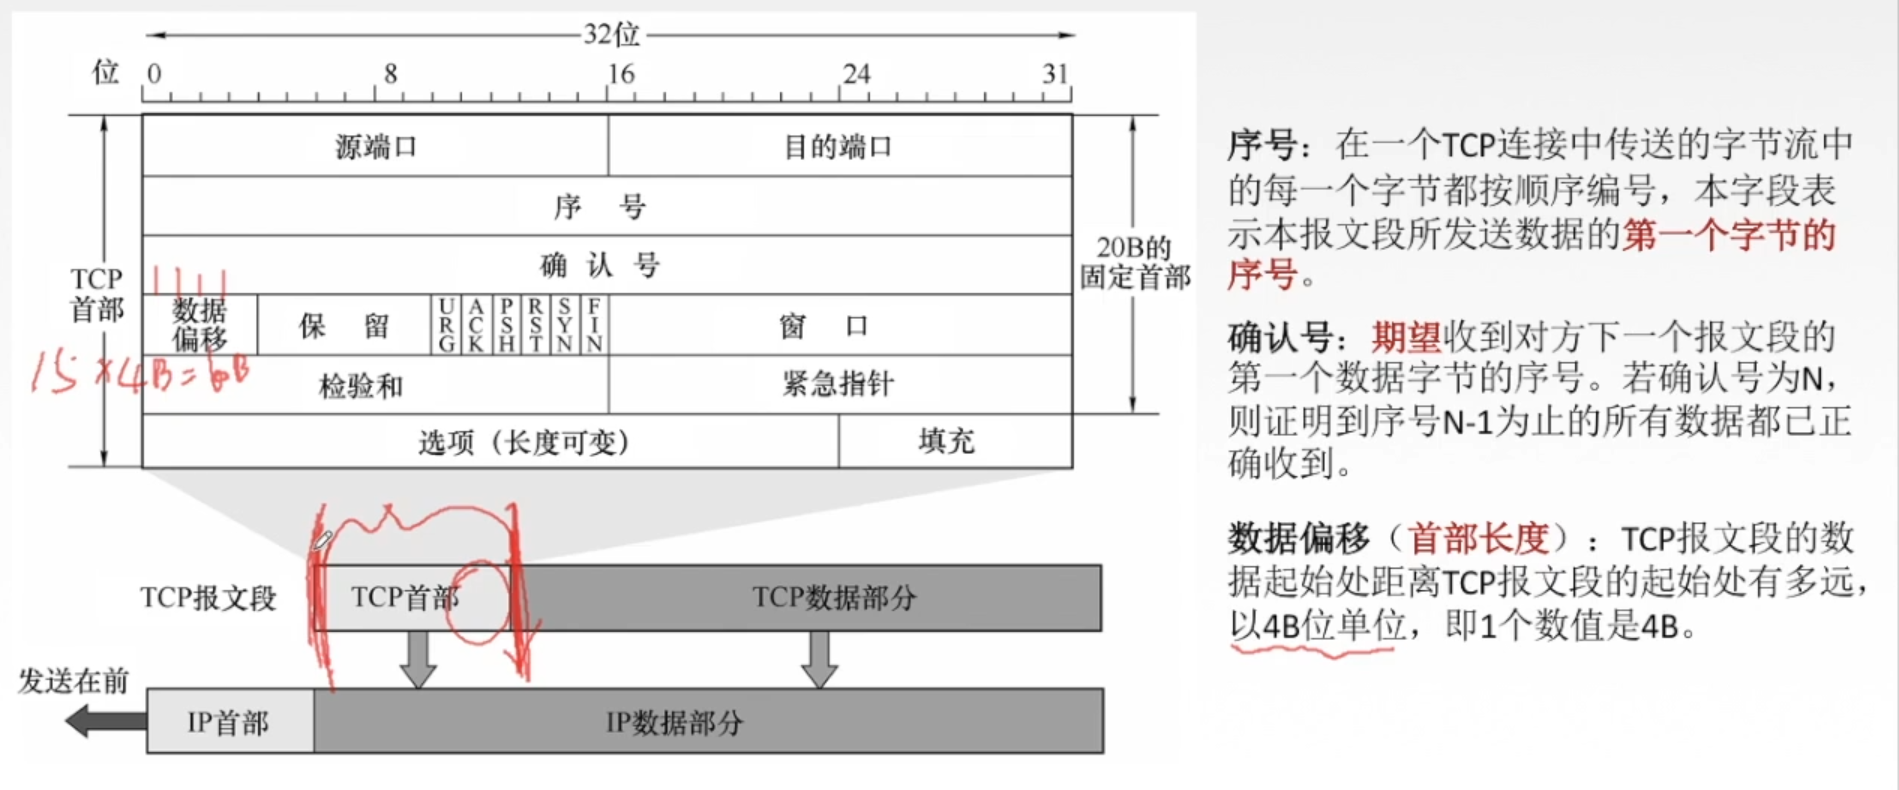 32位
位 0 8 16 24 31
源端口 目的端口
序 号
确 认 号
TCP
首部
20B的
固定首部
1111
数据
偏移
保 留
URG ACK PSH RST SYN FIN
窗 口
15×4B=60B
检验和 紧急指针
选项（长度可变） 填充
TCP报文段 TCP首部 TCP数据部分
发送在前
IP首部 IP数据部分
序号：在一个TCP连接中传送的字节流中
的每一个字节都按顺序编号，本字段表
示本报文段所发送数据的第一个字节的
序号。
确认号：期望收到对方下一个报文段的
第一个数据字节的序号。若确认号为N，
则证明到序号N-1为止的所有数据都已正
确收到。
数据偏移（首部长度）：TCP报文段的数
据起始处距离TCP报文段的起始处有多远，
以4B位单位，即1个数值是4B。